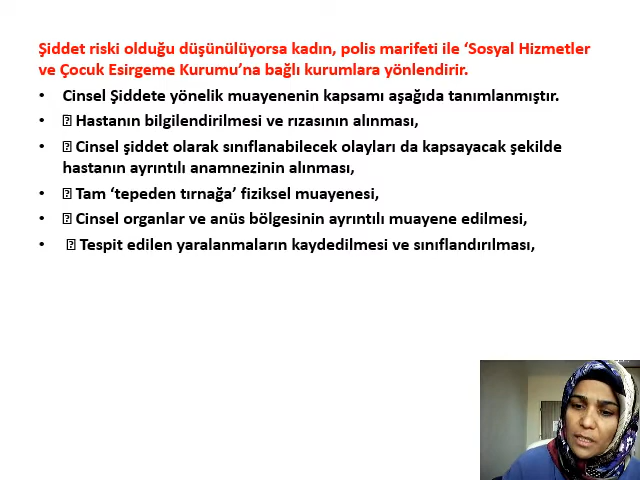 Şiddet riski olduğu düşünülüyorsa kadın, polis marifeti ile ‘Sosyal Hizmetler
ve Çocuk Esirgeme Kurumu’na bağlı kurumlara yönlendirir.
• Cinsel Şiddete yönelik muayenenin kapsamı aşağıda tanımlanmıştır.
• ⍰ Hastanın bilgilendirilmesi ve rızasının alınması,
• ⍰ Cinsel şiddet olarak sınıflanabilecek olayları da kapsayacak şekilde
hastanın ayrıntılı anamnezinin alınması,
• ⍰ Tam ‘tepeden tırnağa’ fiziksel muayenesi,
• ⍰ Cinsel organlar ve anüs bölgesinin ayrıntılı muayene edilmesi,
• ⍰ Tespit edilen yaralanmaların kaydedilmesi ve sınıflandırılması,